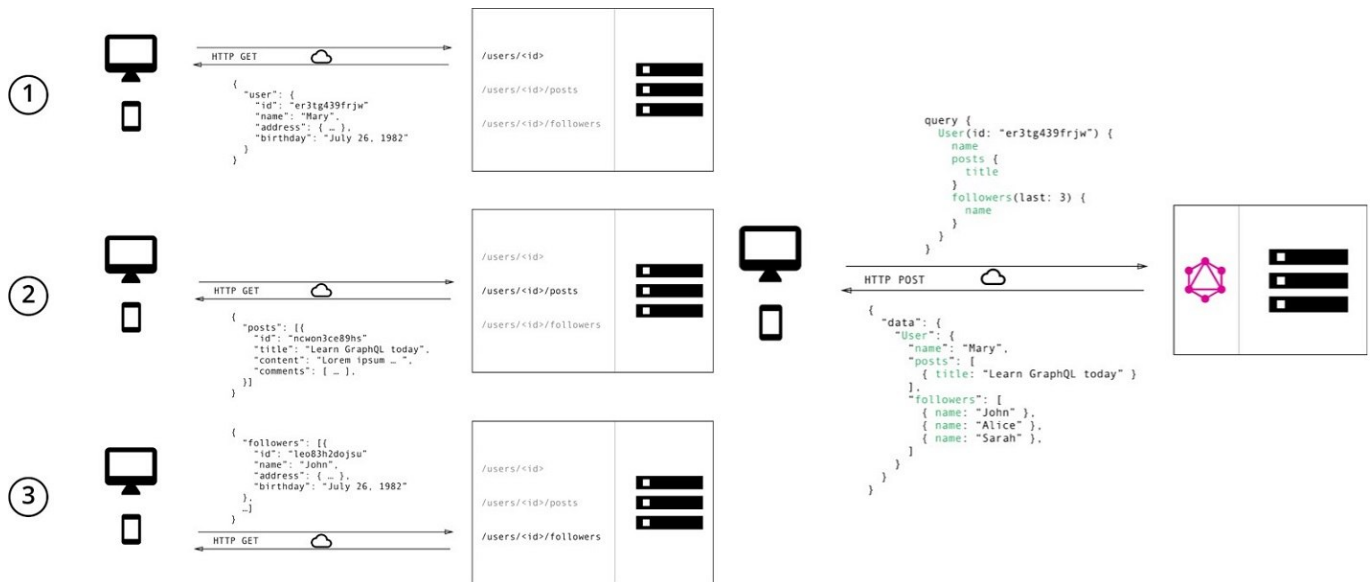 1
HTTP GET
{
"user": {
"id": "er3tg439frjw"
"name": "Mary",
"address": { … },
"birthday": "July 26, 1982"
}
}
/users/<id>
/users/<id>/posts
/users/<id>/followers
2
HTTP GET
{
"posts": [{
"id": "ncwon3ce89hs"
"title": "Learn GraphQL today",
"content": "Lorem ipsum … ",
"comments": [ … ],
}]
}
/users/<id>
/users/<id>/posts
/users/<id>/followers
3
{
"followers": [{
"id": "leo83h2dojsu"
"name": "John",
"address": { … },
"birthday": "July 26, 1982"
},
…]
}
HTTP GET
/users/<id>
/users/<id>/posts
/users/<id>/followers
query {
User(id: "er3tg439frjw") {
name
posts {
title
}
followers(last: 3) {
name
}
}
}
HTTP POST
{
"data": {
"User": {
"name": "Mary",
"posts": [
{ title: "Learn GraphQL today" }
],
"followers": [
{ name: "John" },
{ name: "Alice" },
{ name: "Sarah" },
]
}
}
}